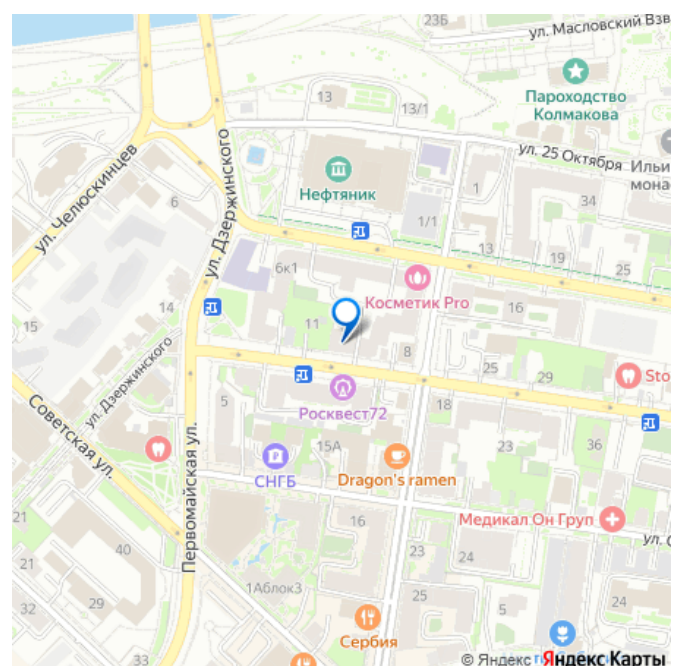 23Б
ул. Масловский Взв
Пароходство
Колмакова
13
13/1
ул. 25 Октября
Нефтяник
1
Ильи
мона
34
ул. Челюскинцев
6
ул. Дзержинского
1/1
13
19
25
6к1
Косметик Pro
16
14
15
11
8
25
29
Sto
ул. Дзержинского
Росквест72
18
5
Советская ул.
Первомайская ул.
15А
23
36
СНГБ
Dragon's ramen
Медикал Он Груп
21
40
16
23
24
ул. С
32
29
1Аблок3
25
5
24
Сербия
© Яндекс Яндекс Карты